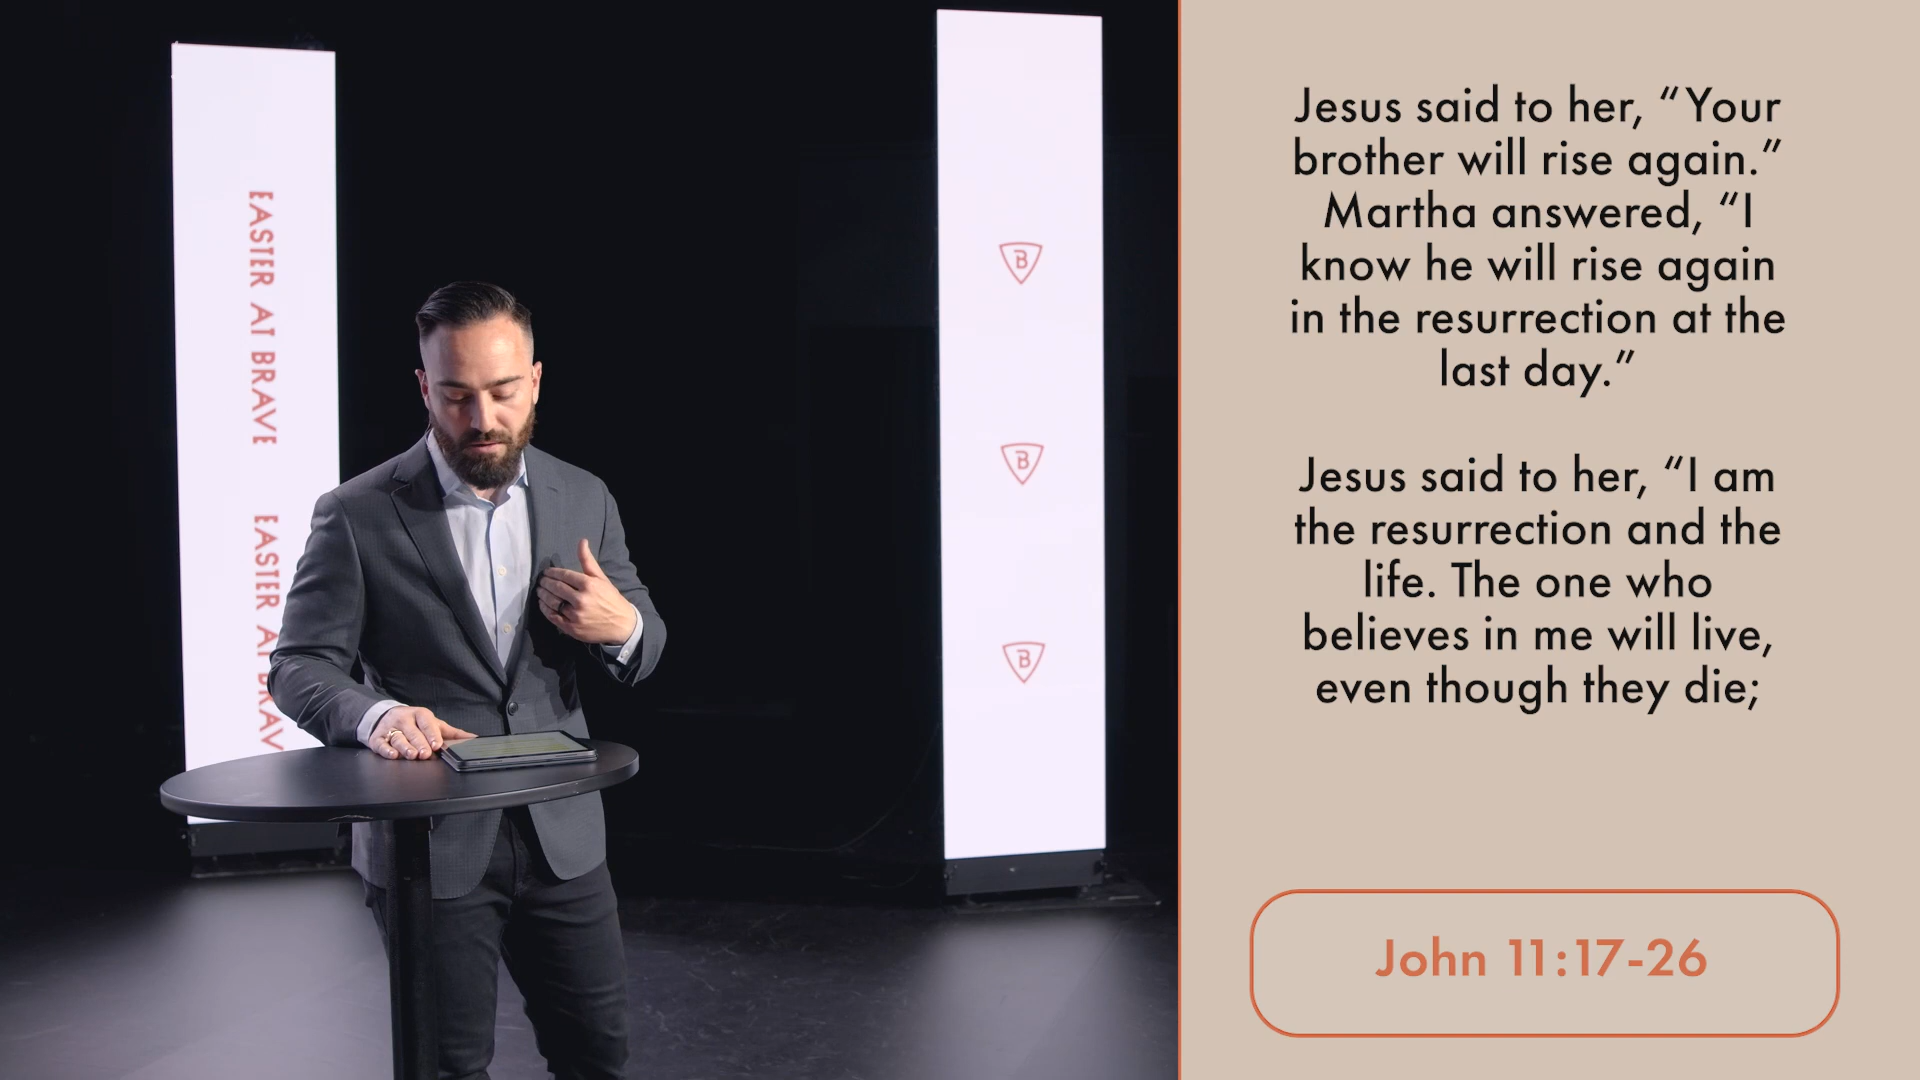 EASTER AT BRAVE
EASTER AT BRAV
B
B
B
Jesus said to her, “Your
brother will rise again.”
Martha answered, “I
know he will rise again
in the resurrection at the
last day.”
Jesus said to her, “I am
the resurrection and the
life. The one who
believes in me will live,
even though they die;
John 11:17-26